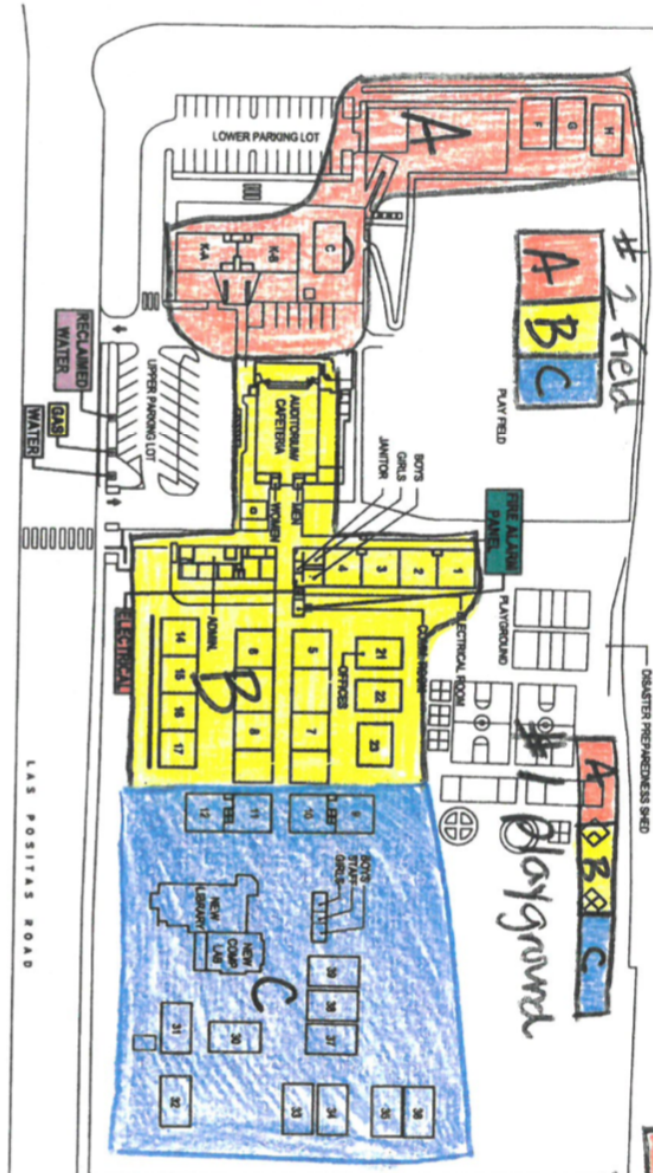 LOWER PARKING LOT
A
F
G
H
K-A
K-B
C
# 2 field
A
B
C
PLAY FIELD
RECLAIMED
WATER
GAS
WATER
UPPER PARKING LOT
AUDITORIUM/
CAFETERIA
WOMEN
MEN
JANITOR
GIRLS
BOYS
FIRE ALARM
PANEL
4
3
2
1
ELECTRICAL
ADMIN.
ELECTRICAL ROOM
PLAYGROUND
DISASTER PREPAREDNESS SHED
14
15
16
17
B
6
8
5
7
OFFICES
21
22
23
#1 Playground
A
B
C
12
11
10
9
NEW
LIBRARY
NEW
COMP
LAB
BOYS
STAFF
GIRLS
C
39
38
37
31
30
32
33
34
35
36
LAS POSITAS ROAD